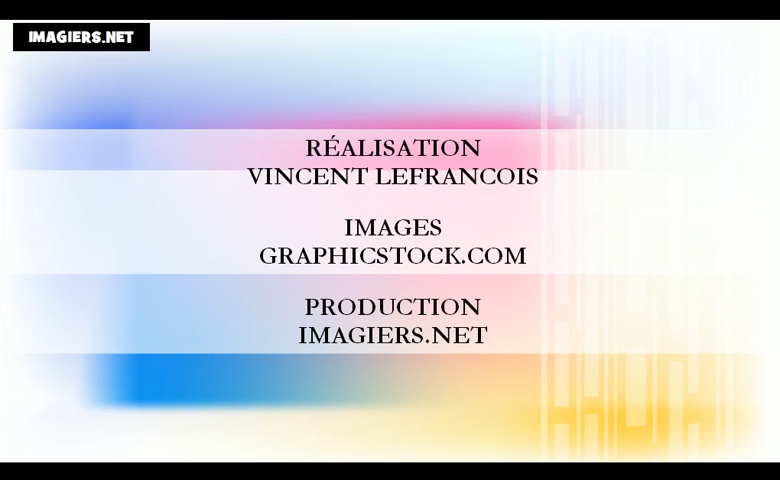 IMAGIERS.NET
RÉALISATION
VINCENT LEFRANCOIS
IMAGES
GRAPHICSTOCK.COM
PRODUCTION
IMAGIERS.NET